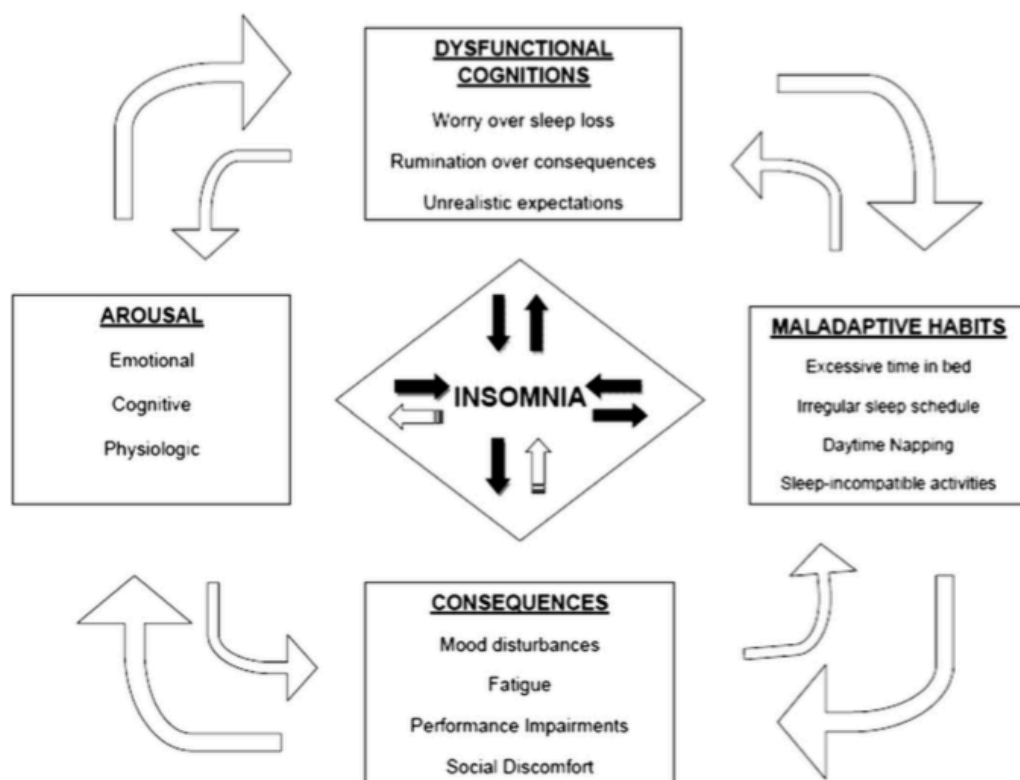 DYSFUNCTIONAL
COGNITIONS
Worry over sleep loss
Rumination over consequences
Unrealistic expectations
AROUSAL
Emotional
Cognitive
Physiologic
INSOMNIA
MALADAPTIVE HABITS
Excessive time in bed
Irregular sleep schedule
Daytime Napping
Sleep-incompatible activities
CONSEQUENCES
Mood disturbances
Fatigue
Performance Impairments
Social Discomfort